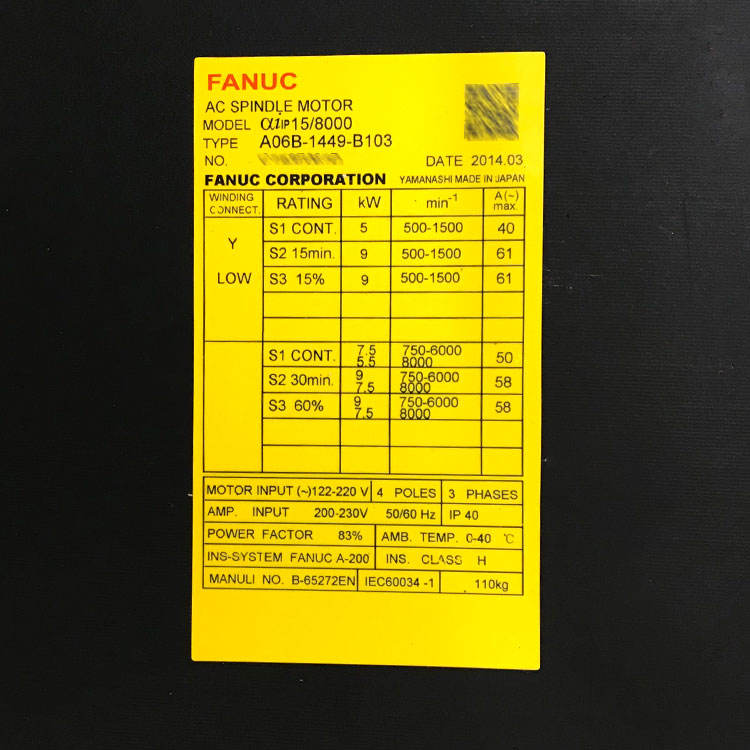 FANUC
AC SPINDLE MOTOR
MODEL αiIP15/8000
TYPE A06B-1449-B103
NO.
DATE 2014.03
FANUC CORPORATION YAMANASHI MADE IN JAPAN
WINDING CONNECT. RATING kW min⁻¹ A(~) max.
Y LOW
S1 CONT. 5 500-1500 40
S2 15min. 9 500-1500 61
S3 15% 9 500-1500 61
S1 CONT. 7.5 750-6000 50
5.5 8000
S2 30min. 9 750-6000 58
7.5 8000
S3 60% 9 750-6000 58
7.5 8000
MOTOR INPUT (~)122-220 V 4 POLES 3 PHASES
AMP. INPUT 200-230V 50/60 Hz IP 40
POWER FACTOR 83% AMB. TEMP. 0-40 ℃
INS-SYSTEM FANUC A-200 INS. CLASS H
MANULI NO. B-65272EN IEC60034 -1 110kg